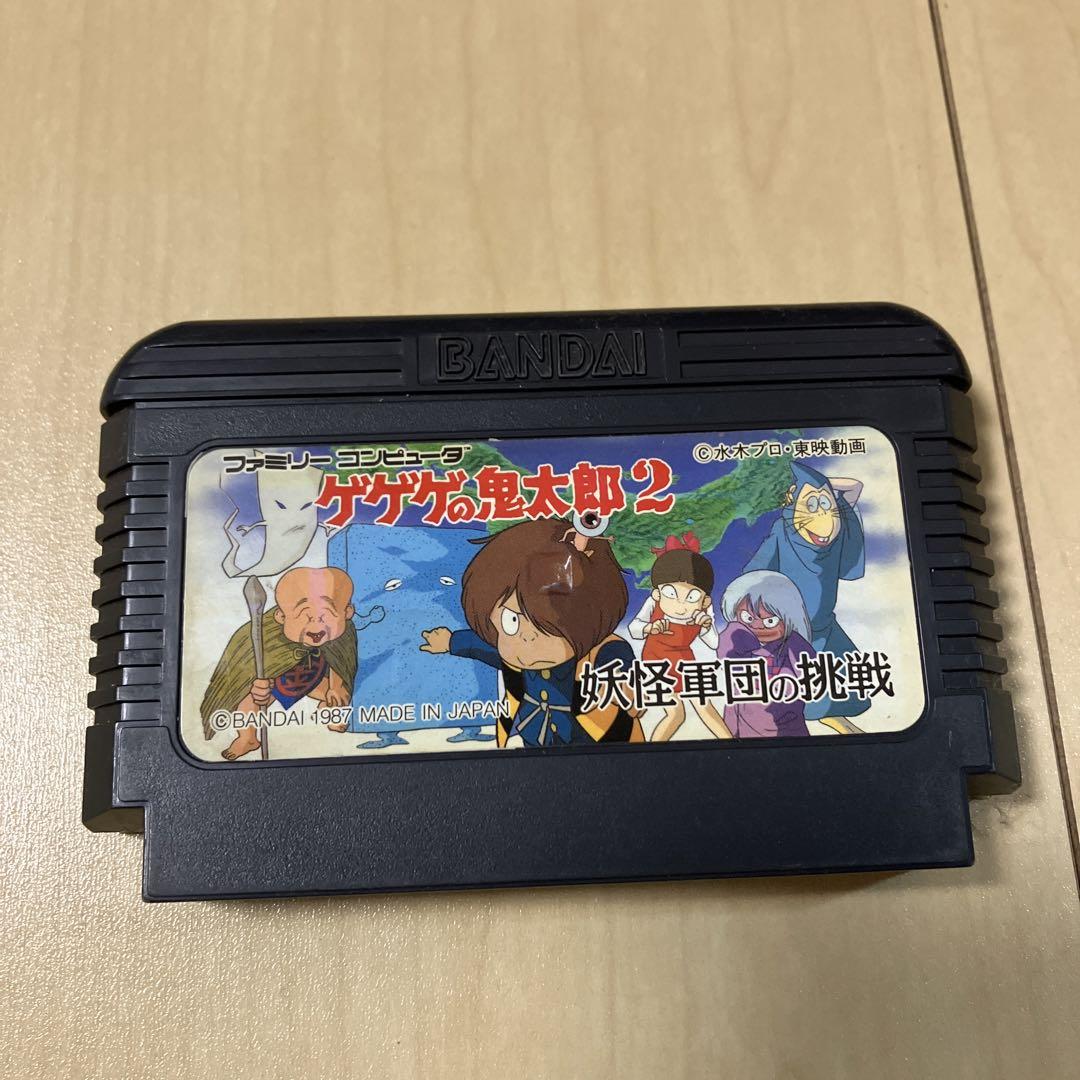 BANDAI
ファミリー コンピュータ™
©水木プロ・東映動画
ゲゲゲの鬼太郎2
妖怪軍団の挑戦
©BANDAI 1987 MADE IN JAPAN